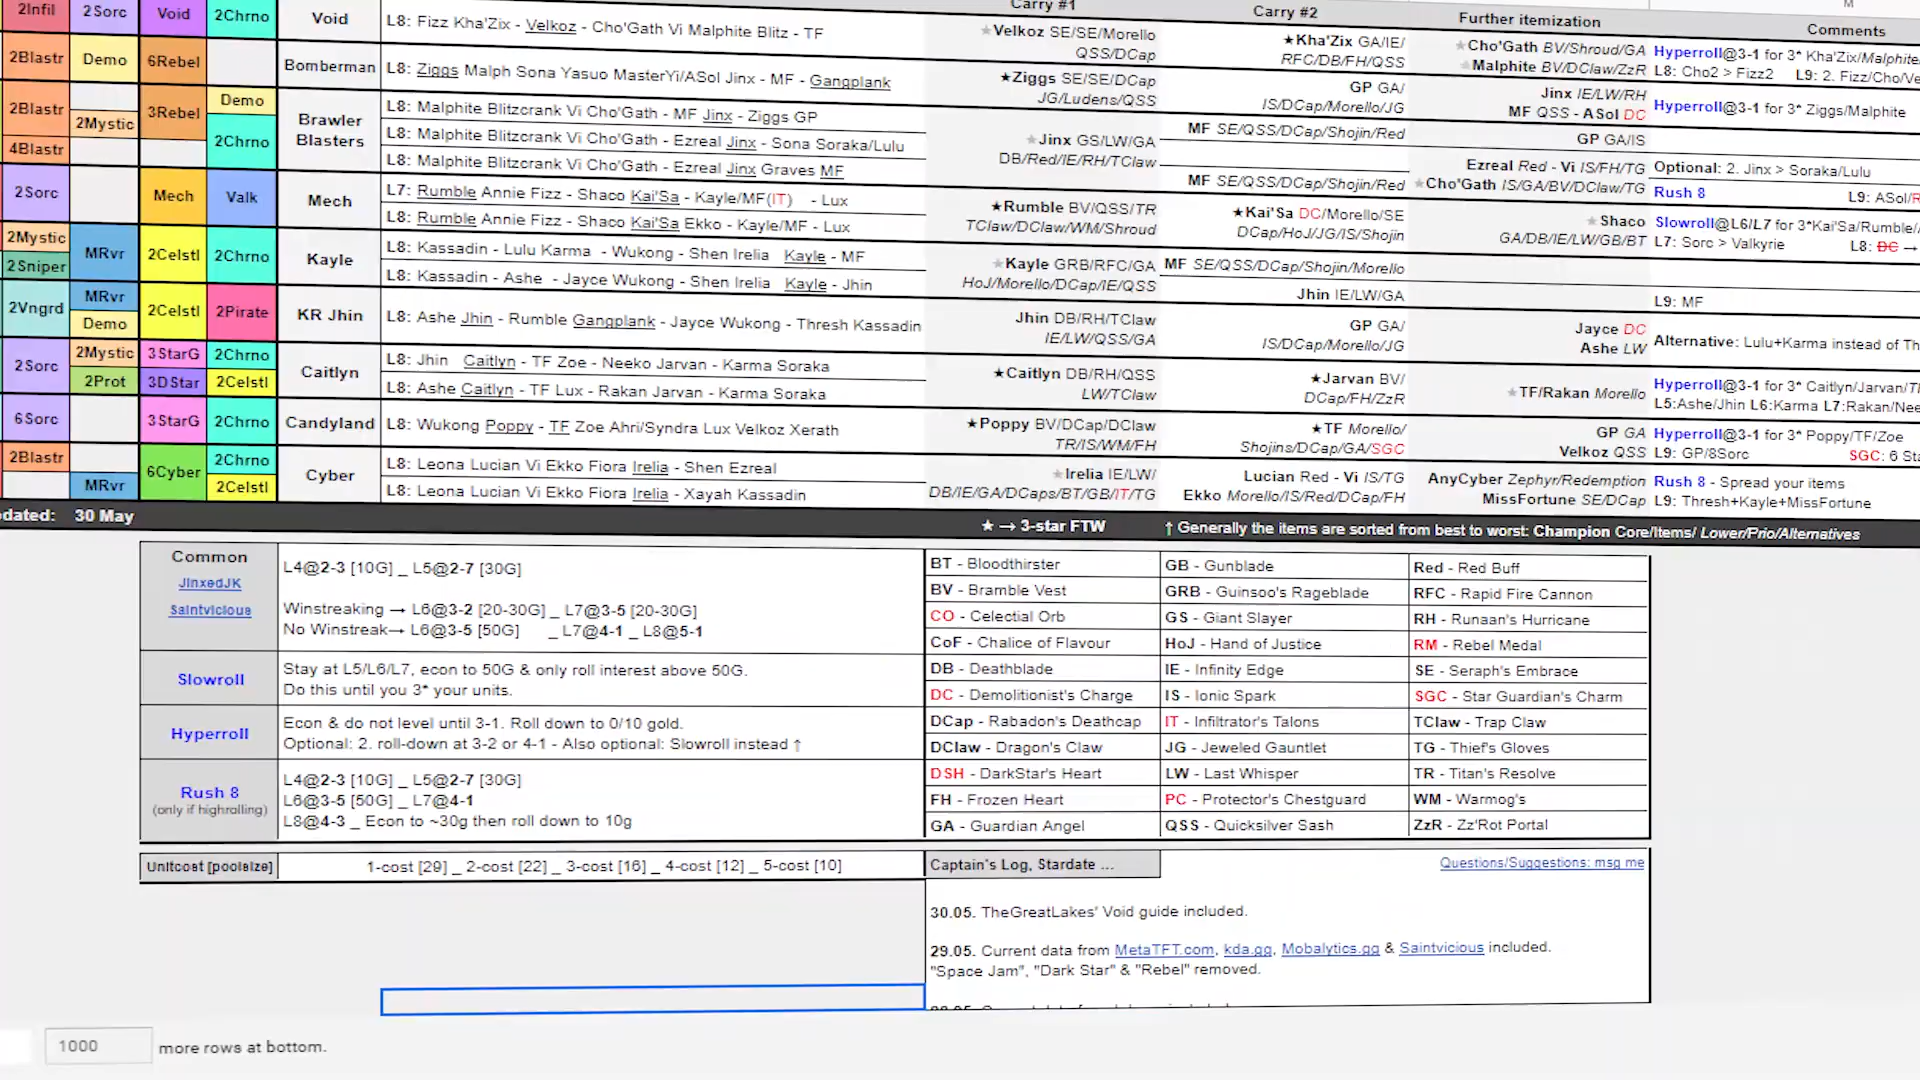 M
Carry #1
Carry #2
Further itemization
Comments
2Infil
2Sorc
Void
2Chrno
Void
L8: Fizz Kha'Zix - Velkoz - Cho'Gath Vi Malphite Blitz - TF
★Velkoz SE/SE/Morello
QSS/DCap
★Kha'Zix GA/IE/
RFC/DB/FH/QSS
★Cho'Gath BV/Shroud/GA
★Malphite BV/DClaw/ZzR
Hyperroll@3-1 for 3* Kha'Zix/Malphite
L8: Cho2 > Fizz2 L9: 2. Fizz/Cho/Ve
2Blastr
Demo
6Rebel
Bomberman
L8: Ziggs Malph Sona Yasuo MasterYi/ASol Jinx - MF - Gangplank
★Ziggs SE/SE/DCap
JG/Ludens/QSS
GP GA/
IS/DCap/Morello/JG
Jinx IE/LW/RH
MF QSS - ASol DC
Hyperroll@3-1 for 3* Ziggs/Malphite
2Blastr
2Mystic
4Blastr
3Rebel
Demo
2Chrno
Brawler
Blasters
L8: Malphite Blitzcrank Vi Cho'Gath - MF Jinx - Ziggs GP
L8: Malphite Blitzcrank Vi Cho'Gath - Ezreal Jinx - Sona Soraka/Lulu
L8: Malphite Blitzcrank Vi Cho'Gath - Ezreal Jinx Graves MF
★Jinx GS/LW/GA
DB/Red/IE/RH/TClaw
MF SE/QSS/DCap/Shojin/Red
MF SE/QSS/DCap/Shojin/Red
GP GA/IS
Ezreal Red - Vi IS/FH/TG
★Cho'Gath IS/GA/BV/DClaw/TG
Optional: 2. Jinx > Soraka/Lulu
Rush 8 L9: ASol/R
2Sorc
Mech
Valk
Mech
L7: Rumble Annie Fizz - Shaco Kai'Sa - Kayle/MF(IT) - Lux
L8: Rumble Annie Fizz - Shaco Kai'Sa Ekko - Kayle/MF - Lux
★Rumble BV/QSS/TR
TClaw/DClaw/WM/Shroud
★Kai'Sa DC/Morello/SE
DCap/HoJ/JG/IS/Shojin
★Shaco
GA/DB/IE/LW/GB/BT
Slowroll@L6/L7 for 3*Kai'Sa/Rumble/
L7: Sorc > Valkyrie L8: DC →
2Mystic
2Sniper
MRvr
2Celstl
2Chrno
Kayle
L8: Kassadin - Lulu Karma - Wukong - Shen Irelia Kayle - MF
L8: Kassadin - Ashe - Jayce Wukong - Shen Irelia Kayle - Jhin
★Kayle GRB/RFC/GA
HoJ/Morello/DCap/IE/QSS
MF SE/QSS/DCap/Shojin/Morello
Jhin IE/LW/GA
L9: MF
2Vngrd
MRvr
Demo
2Celstl
2Pirate
KR Jhin
L8: Ashe Jhin - Rumble Gangplank - Jayce Wukong - Thresh Kassadin
Jhin DB/RH/TClaw
IE/LW/QSS/GA
GP GA/
IS/DCap/Morello/JG
Jayce DC
Ashe LW
Alternative: Lulu+Karma instead of Th
2Sorc
2Mystic
2Prot
3StarG
3DStar
2Chrno
2Celstl
Caitlyn
L8: Jhin Caitlyn - TF Zoe - Neeko Jarvan - Karma Soraka
L8: Ashe Caitlyn - TF Lux - Rakan Jarvan - Karma Soraka
★Caitlyn DB/RH/QSS
LW/TClaw
★Jarvan BV/
DCap/FH/ZzR
★TF/Rakan Morello
Hyperroll@3-1 for 3* Caitlyn/Jarvan/T
L5:Ashe/Jhin L6:Karma L7:Rakan/Nee
6Sorc
3StarG
2Chrno
Candyland
L8: Wukong Poppy - TF Zoe Ahri/Syndra Lux Velkoz Xerath
★Poppy BV/DCap/DClaw
TR/IS/WM/FH
★TF Morello/
Shojins/DCap/GA/SGC
GP GA
Velkoz QSS
Hyperroll@3-1 for 3* Poppy/TF/Zoe
L9: GP/8Sorc SGC: 6 Sta
2Blastr
MRvr
6Cyber
2Chrno
2Celstl
Cyber
L8: Leona Lucian Vi Ekko Fiora Irelia - Shen Ezreal
L8: Leona Lucian Vi Ekko Fiora Irelia - Xayah Kassadin
★Irelia IE/LW/
DB/IE/GA/DCaps/BT/GB/IT/TG
Lucian Red - Vi IS/TG
Ekko Morello/IS/Red/DCap/FH
AnyCyber Zephyr/Redemption
MissFortune SE/DCap
Rush 8 - Spread your items
L9: Thresh+Kayle+MissFortune
dated: 30 May
★ → 3-star FTW
↑ Generally the items are sorted from best to worst: Champion Core/Items/ Lower/Prio/Alternatives
Common
JinxedJK
Saintvicious
L4@2-3 [10G] _ L5@2-7 [30G]
Winstreaking → L6@3-2 [20-30G] _ L7@3-5 [20-30G]
No Winstreak→ L6@3-5 [50G] _ L7@4-1 _ L8@5-1
Slowroll
Stay at L5/L6/L7, econ to 50G & only roll interest above 50G.
Do this until you 3* your units.
Hyperroll
Econ & do not level until 3-1. Roll down to 0/10 gold.
Optional: 2. roll-down at 3-2 or 4-1 - Also optional: Slowroll instead ↑
Rush 8
(only if highrolling)
L4@2-3 [10G] _ L5@2-7 [30G]
L6@3-5 [50G] _ L7@4-1
L8@4-3 _ Econ to ~30g then roll down to 10g
BT - Bloodthirster
BV - Bramble Vest
CO - Celectial Orb
CoF - Chalice of Flavour
DB - Deathblade
DC - Demolitionist's Charge
DCap - Rabadon's Deathcap
DClaw - Dragon's Claw
DSH - DarkStar's Heart
FH - Frozen Heart
GA - Guardian Angel
GB - Gunblade
GRB - Guinsoo's Rageblade
GS - Giant Slayer
HoJ - Hand of Justice
IE - Infinity Edge
IS - Ionic Spark
IT - Infiltrator's Talons
JG - Jeweled Gauntlet
LW - Last Whisper
PC - Protector's Chestguard
QSS - Quicksilver Sash
Red - Red Buff
RFC - Rapid Fire Cannon
RH - Runaan's Hurricane
RM - Rebel Medal
SE - Seraph's Embrace
SGC - Star Guardian's Charm
TClaw - Trap Claw
TG - Thief's Gloves
TR - Titan's Resolve
WM - Warmog's
ZzR - Zz'Rot Portal
Unitcost [poolsize]
1-cost [29] _ 2-cost [22] _ 3-cost [16] _ 4-cost [12] _ 5-cost [10]
Captain's Log, Stardate ...
Questions/Suggestions: msg me
30.05. TheGreatLakes' Void guide included.
29.05. Current data from MetaTFT.com, kda.gg, Mobalytics.gg & Saintvicious included.
"Space Jam", "Dark Star" & "Rebel" removed.
1000 more rows at bottom.